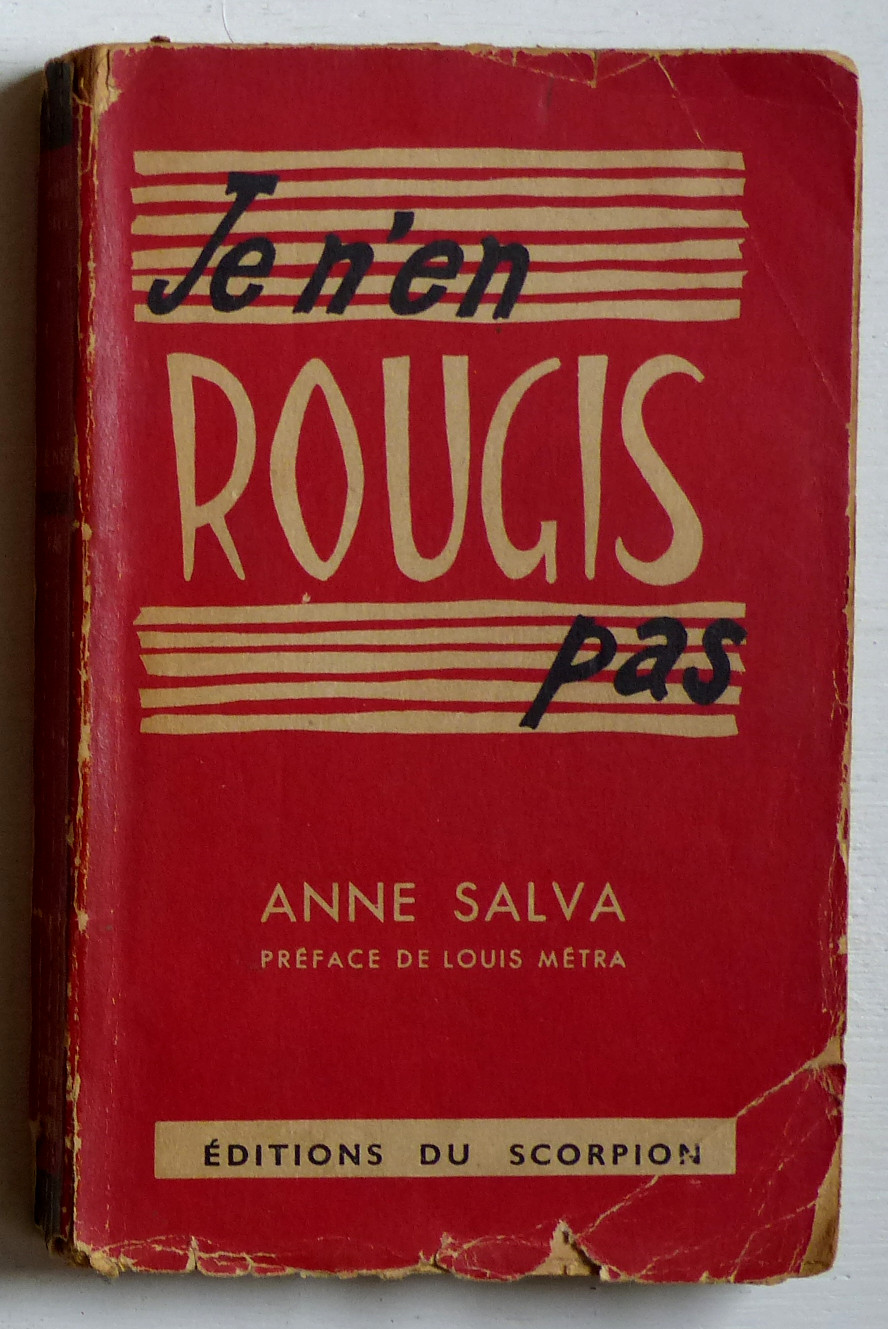 Je n'en
ROUGIS
pas
ANNE SALVA
PRÉFACE DE LOUIS MÉTRA
ÉDITIONS DU SCORPION